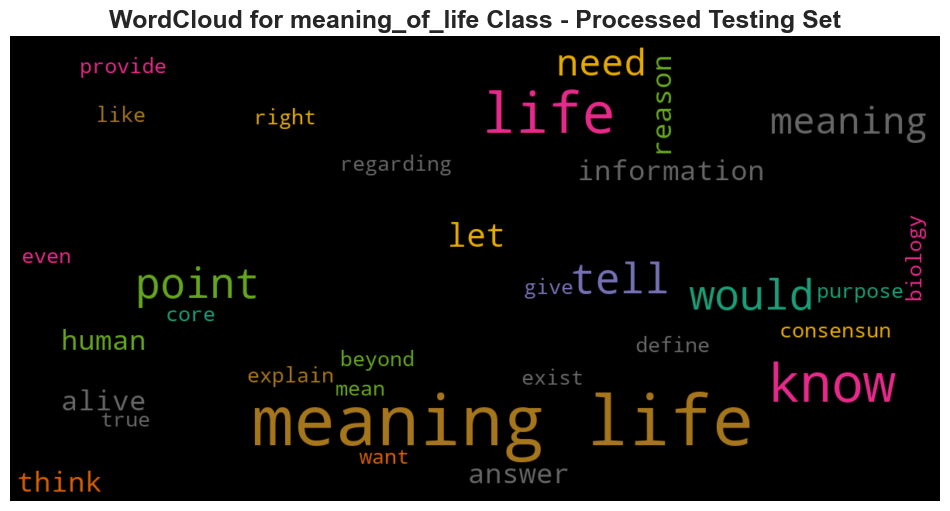 WordCloud for meaning_of_life Class - Processed Testing Set
provide
need
reason
life
like
right
meaning
regarding
information
let
even
biology
point
give
tell
would
purpose
core
human
consensun
define
beyond
explain
exist
mean
know
alive
true
meaning life
want
answer
think